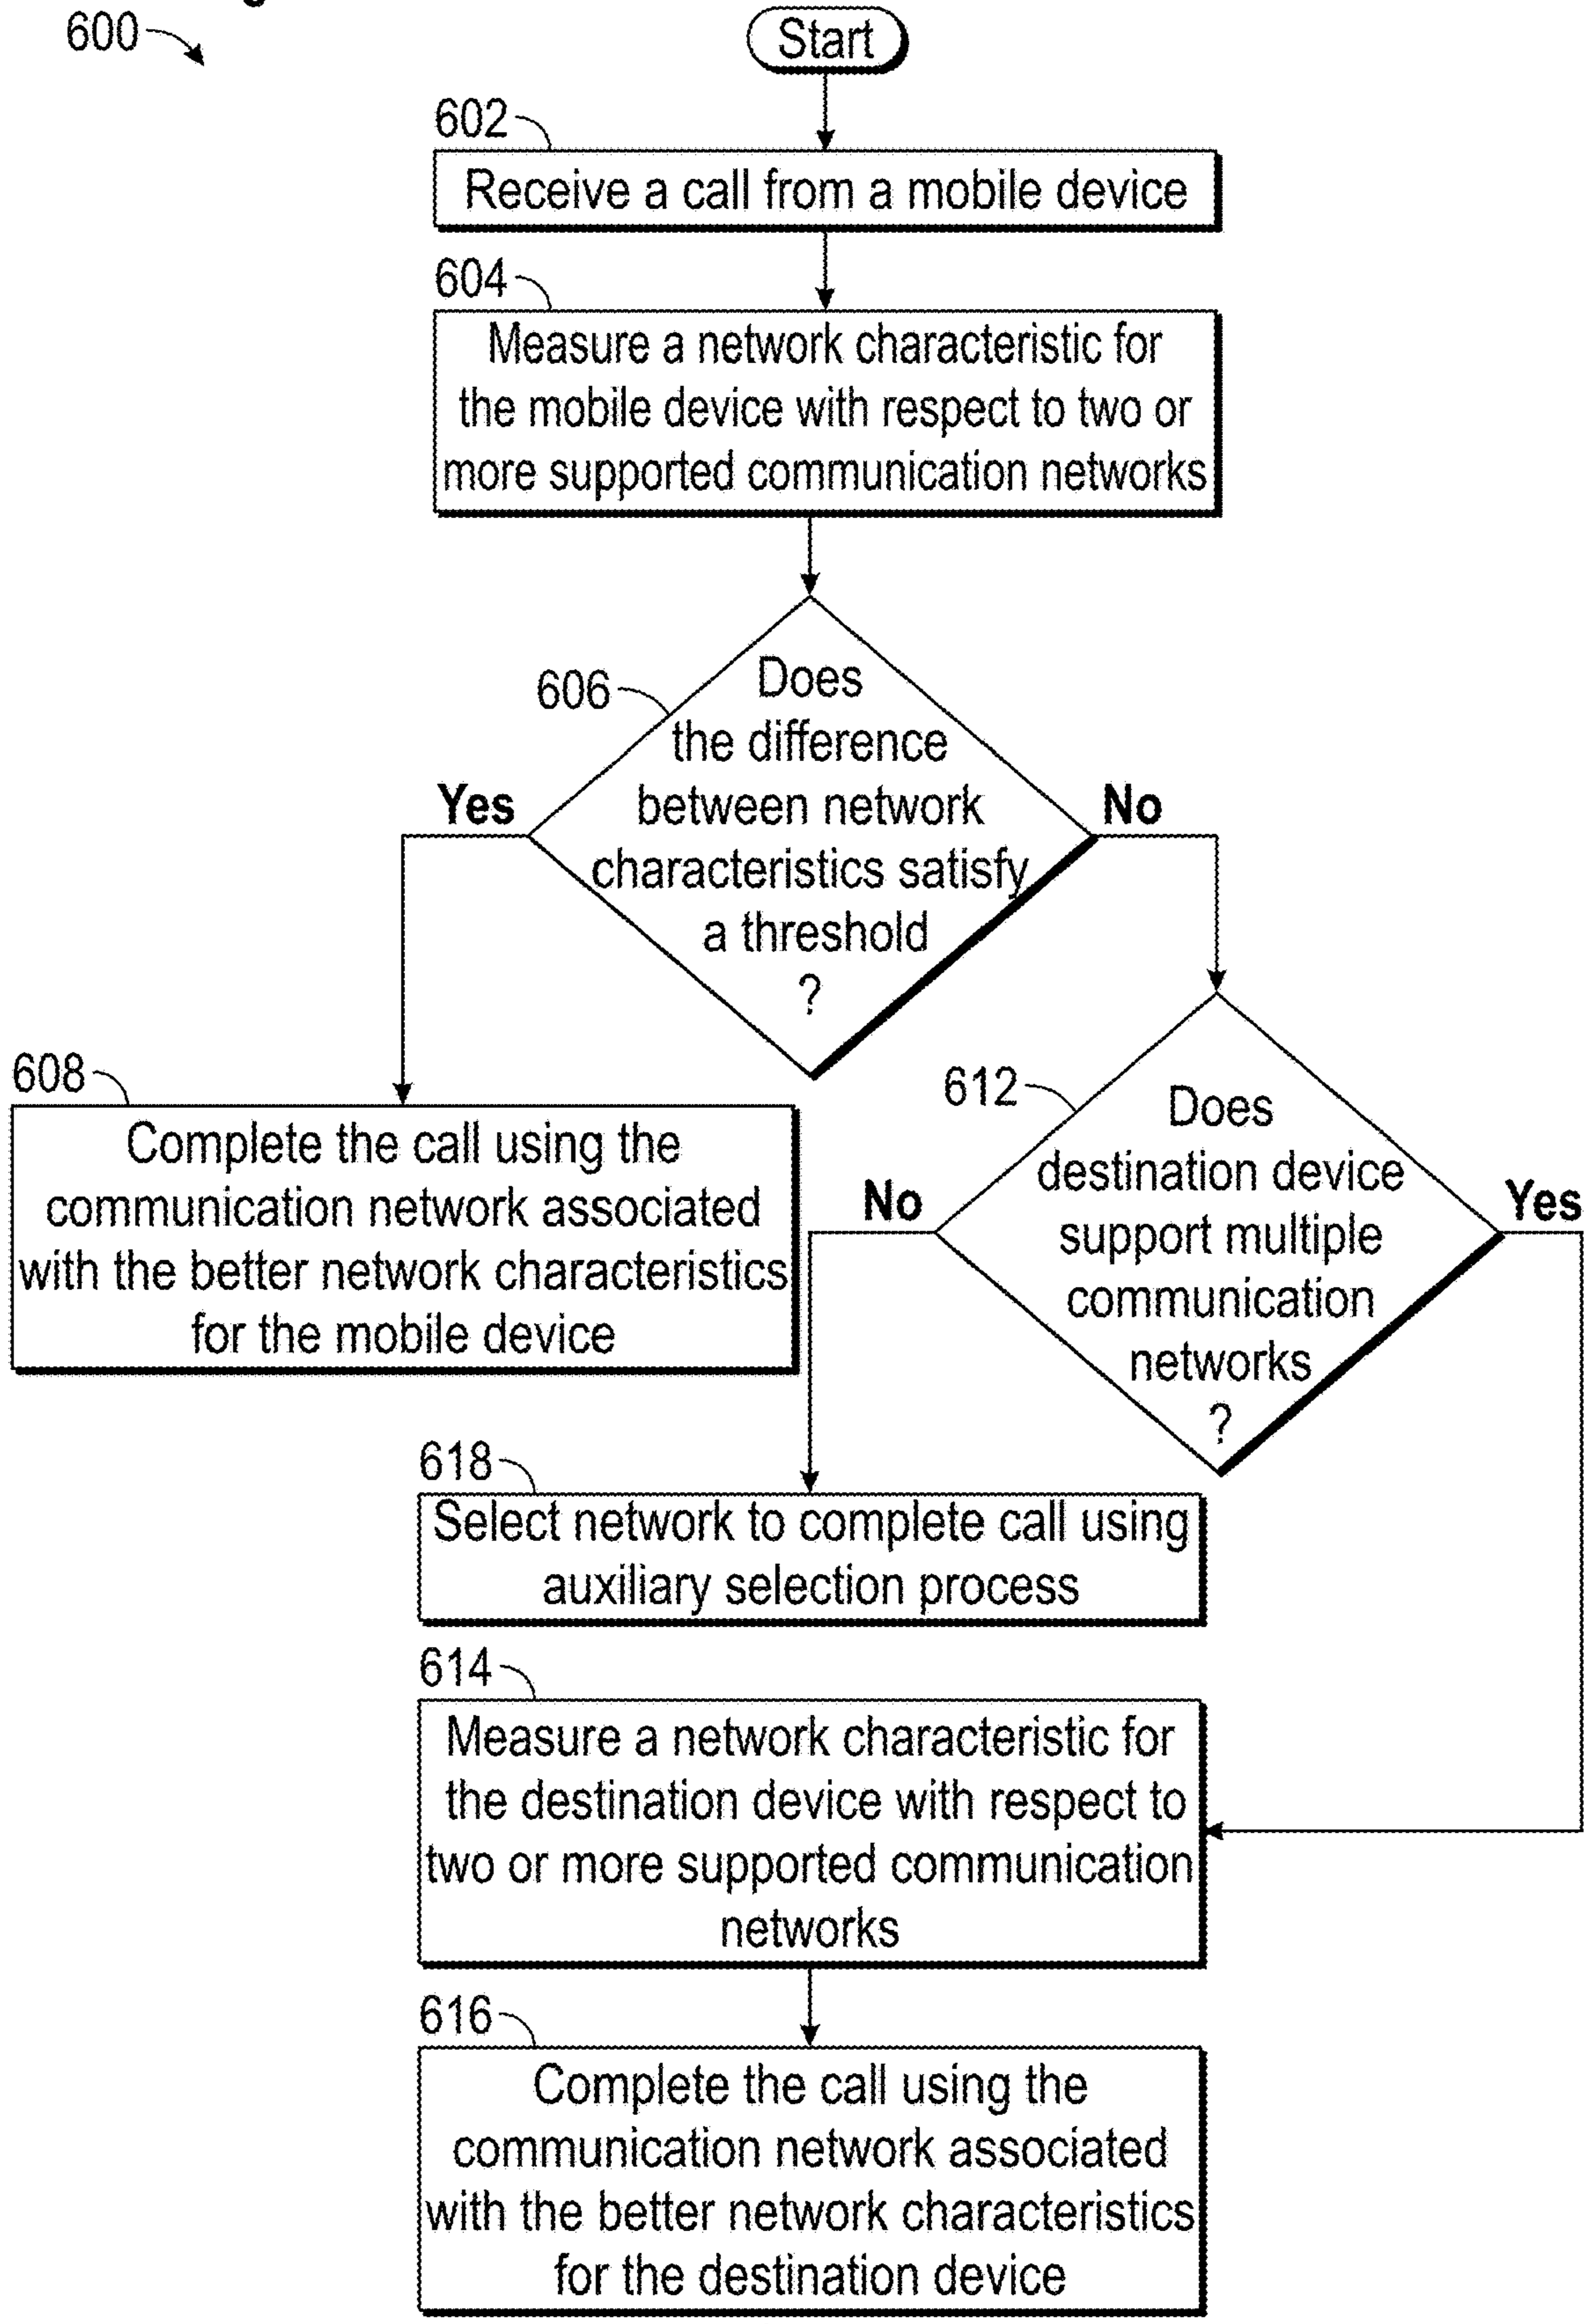 600
Start
602
Receive a call from a mobile device
604
Measure a network characteristic for
the mobile device with respect to two or
more supported communication networks
606
Does
the difference
between network
characteristics satisfy
a threshold
?
Yes
No
608
Complete the call using the
communication network associated
with the better network characteristics
for the mobile device
612
Does
destination device
support multiple
communication
networks
?
No
Yes
618
Select network to complete call using
auxiliary selection process
614
Measure a network characteristic for
the destination device with respect to
two or more supported communication
networks
616
Complete the call using the
communication network associated
with the better network characteristics
for the destination device